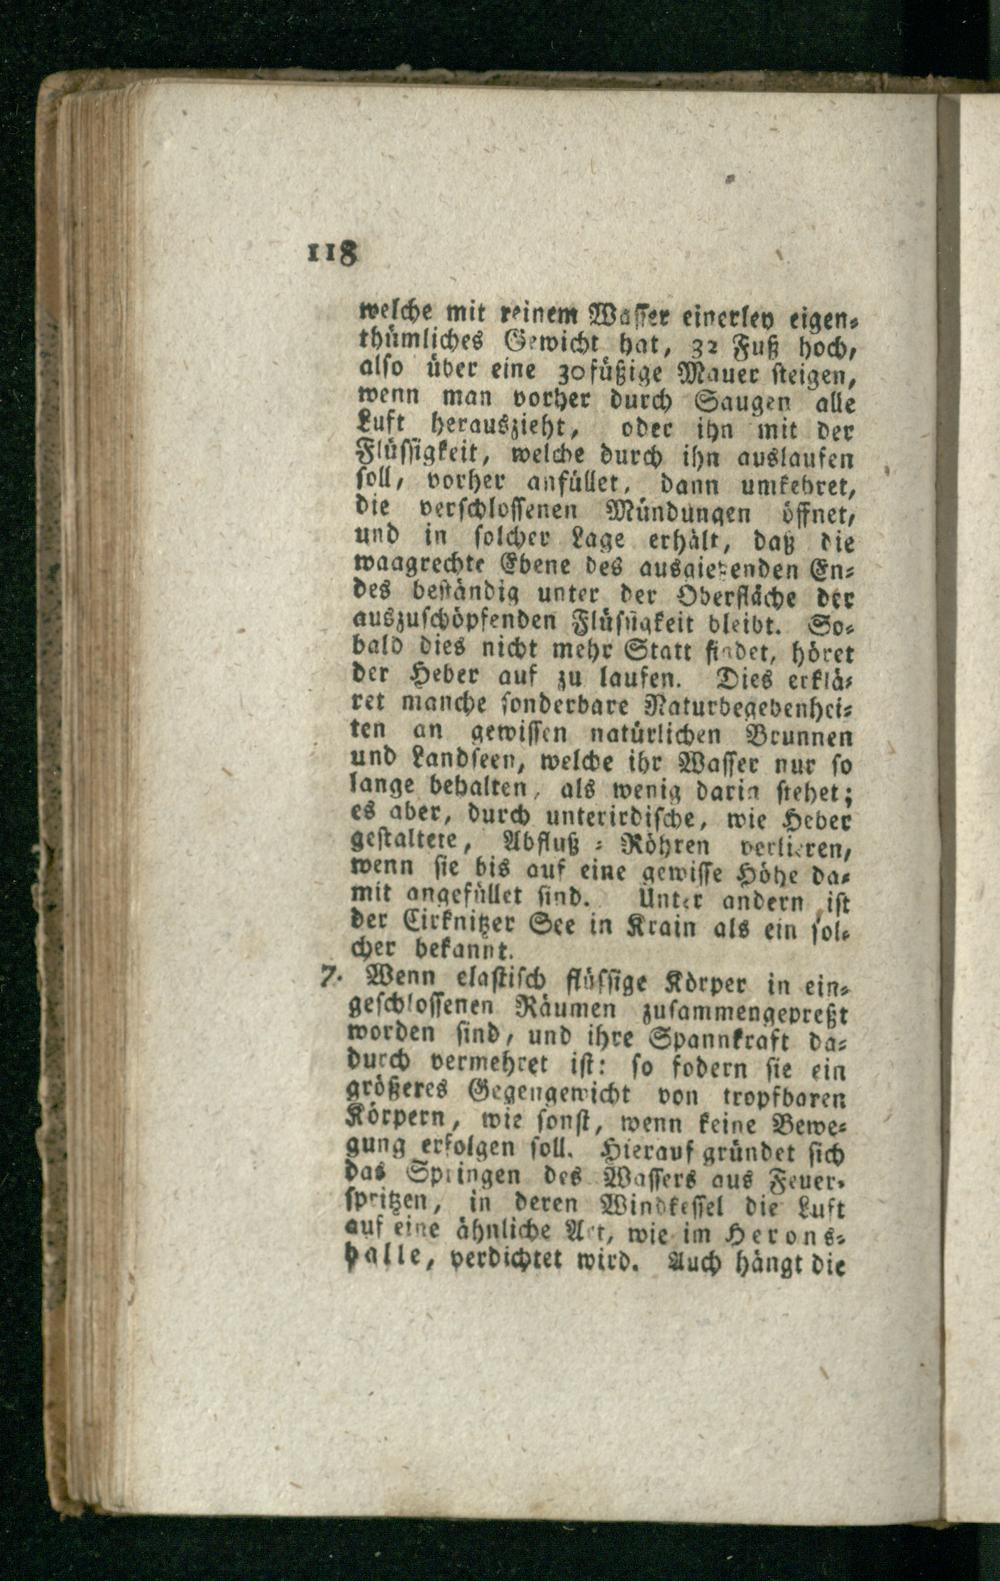 118
welche mit reinem Wasser einerley eigen⸗
thümliches Gewicht hat, 32 Fuß hoch,
also über eine 30füßige Mauer steigen,
wenn man vorher durch Saugen alle
Luft herauszieht, oder ihn mit der
Flüssigkeit, welche durch ihn auslaufen
soll, vorher anfüllet, dann umkehret,
die verschlossenen Mündungen öffnet,
und in solcher Lage erhält, daß die
waagrechte Ebene des ausgießenden En⸗
des beständig unter der Oberfläche der
auszuschöpfenden Flüssigkeit bleibt. So⸗
bald dies nicht mehr Statt findet, höret
der Heber auf zu laufen. Dies erklä⸗
ret manche sonderbare Naturbegebenhei⸗
ten an gewissen natürlichen Brunnen
und Landseen, welche ihr Wasser nur so
lange behalten, als wenig darin stehet;
es aber, durch unterirdische, wie Heber
gestaltete, Abfluß⸗Röhren verlieren,
wenn sie bis auf eine gewisse Höhe da⸗
mit angefüllet sind. Unter andern ist
der Cirknitzer See in Krain als ein sol⸗
cher bekannt.
7. Wenn elastisch flüssige Körper in ein⸗
geschlossenen Räumen zusammengepreßt
worden sind, und ihre Spannkraft da⸗
durch vermehret ist: so fodern sie ein
größeres Gegengewicht von tropfbaren
Körpern, wie sonst, wenn keine Bewe⸗
gung erfolgen soll. Hierauf gründet sich
das Springen des Wassers aus Feuer⸗
spritzen, in deren Windkessel die Luft
auf eine ähnliche Art, wie im Herons⸗
balle, verdichtet wird. Auch hängt die